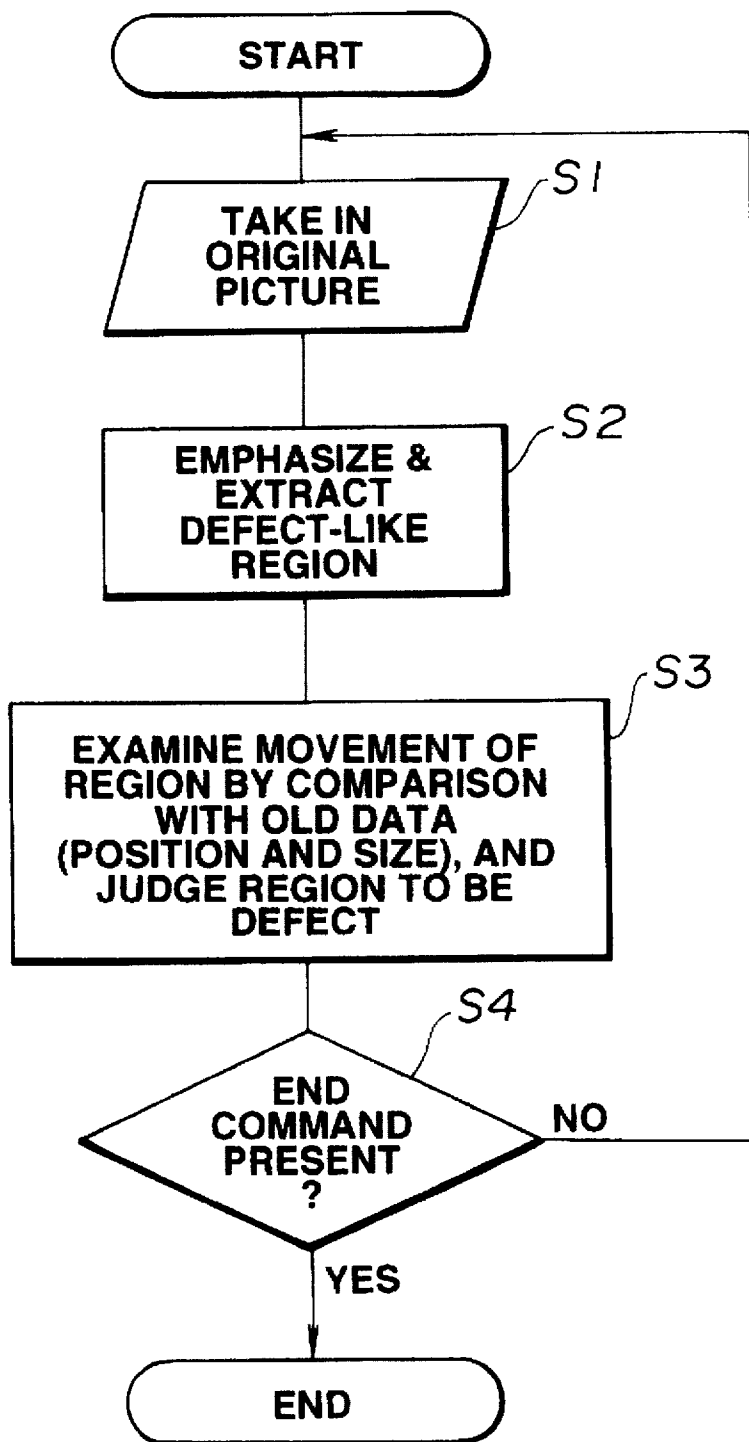 START
S1
TAKE IN
ORIGINAL
PICTURE
S2
EMPHASIZE &
EXTRACT
DEFECT-LIKE
REGION
S3
EXAMINE MOVEMENT OF
REGION BY COMPARISON
WITH OLD DATA
(POSITION AND SIZE), AND
JUDGE REGION TO BE
DEFECT
S4
END
COMMAND
PRESENT
?
NO
YES
END